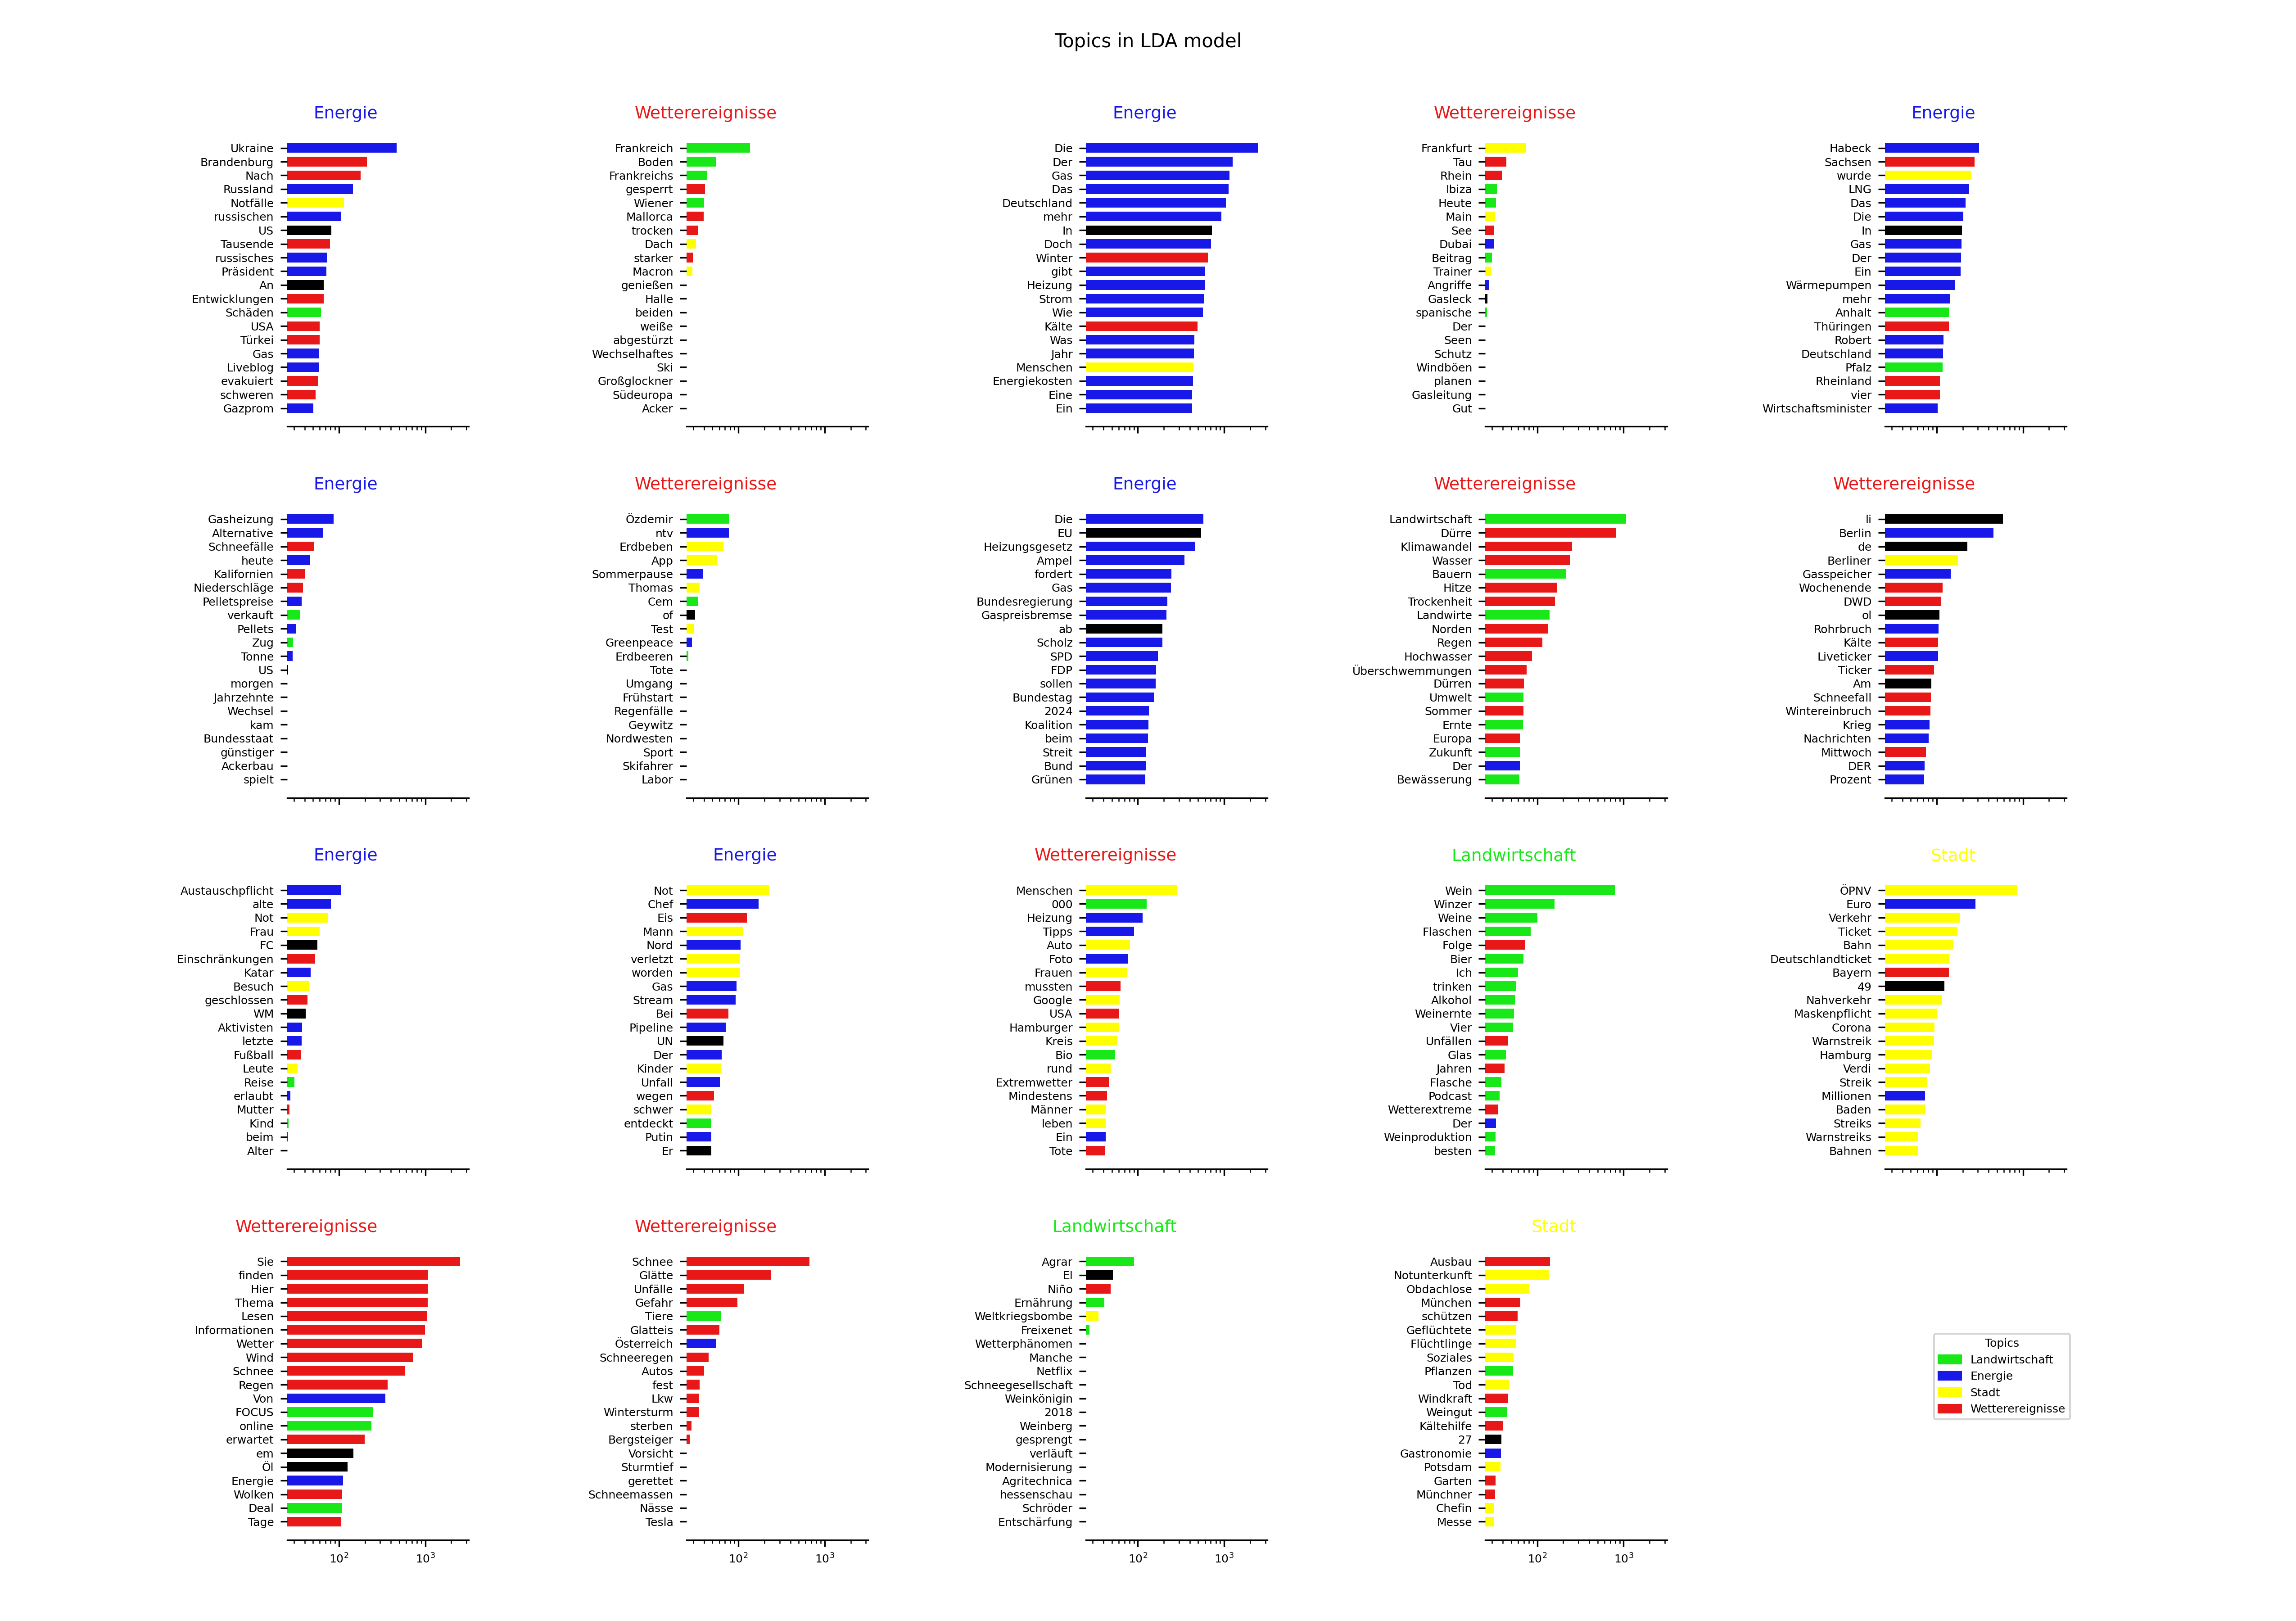 Topics in LDA model
Energie
Ukraine
Brandenburg
Nach
Russland
Notfälle
russischen
US
Tausende
russisches
Präsident
An
Entwicklungen
Schäden
USA
Türkei
Gas
Liveblog
evakuiert
schweren
Gazprom
Wetterereignisse
Frankreich
Boden
Frankreichs
gesperrt
Wiener
Mallorca
trocken
Dach
starker
Macron
genießen
Halle
beiden
weiße
abgestürzt
Wechselhaftes
Ski
Großglockner
Südeuropa
Acker
Energie
Die
Der
Gas
Das
Deutschland
mehr
In
Doch
Winter
gibt
Heizung
Strom
Wie
Kälte
Was
Jahr
Menschen
Energiekosten
Eine
Ein
Wetterereignisse
Frankfurt
Tau
Rhein
Ibiza
Heute
Main
See
Dubai
Beitrag
Trainer
Angriffe
Gasleck
spanische
Der
Seen
Schutz
Windböen
planen
Gasleitung
Gut
Energie
Habeck
Sachsen
wurde
LNG
Das
Die
In
Gas
Der
Ein
Wärmepumpen
mehr
Anhalt
Thüringen
Robert
Deutschland
Pfalz
Rheinland
vier
Wirtschaftsminister
Energie
Gasheizung
Alternative
Schneefälle
heute
Kalifornien
Niederschläge
Pelletspreise
verkauft
Pellets
Zug
Tonne
US
morgen
Jahrzehnte
Wechsel
kam
Bundesstaat
günstiger
Ackerbau
spielt
Wetterereignisse
Özdemir
ntv
Erdbeben
App
Sommerpause
Thomas
Cem
of
Test
Greenpeace
Erdbeeren
Tote
Umgang
Frühstart
Regenfälle
Geywitz
Nordwesten
Sport
Skifahrer
Labor
Energie
Die
EU
Heizungsgesetz
Ampel
fordert
Gas
Bundesregierung
Gaspreisbremse
ab
Scholz
SPD
FDP
sollen
Bundestag
2024
Koalition
beim
Streit
Bund
Grünen
Wetterereignisse
Landwirtschaft
Dürre
Klimawandel
Wasser
Bauern
Hitze
Trockenheit
Landwirte
Norden
Regen
Hochwasser
Überschwemmungen
Dürren
Umwelt
Sommer
Ernte
Europa
Zukunft
Der
Bewässerung
Wetterereignisse
li
Berlin
de
Berliner
Gasspeicher
Wochenende
DWD
ol
Rohrbruch
Kälte
Liveticker
Ticker
Am
Schneefall
Wintereinbruch
Krieg
Nachrichten
Mittwoch
DER
Prozent
Energie
Austauschpflicht
alte
Not
Frau
FC
Einschränkungen
Katar
Besuch
geschlossen
WM
Aktivisten
letzte
Fußball
Leute
Reise
erlaubt
Mutter
Kind
beim
Alter
Energie
Not
Chef
Eis
Mann
Nord
verletzt
worden
Gas
Stream
Bei
Pipeline
UN
Der
Kinder
Unfall
wegen
schwer
entdeckt
Putin
Er
Wetterereignisse
Menschen
000
Heizung
Tipps
Auto
Foto
Frauen
mussten
Google
USA
Hamburger
Kreis
Bio
rund
Extremwetter
Mindestens
Männer
leben
Ein
Tote
Landwirtschaft
Wein
Winzer
Weine
Flaschen
Folge
Bier
Ich
trinken
Alkohol
Weinernte
Vier
Unfällen
Glas
Jahren
Flasche
Podcast
Wetterextreme
Der
Weinproduktion
besten
Stadt
ÖPNV
Euro
Verkehr
Ticket
Bahn
Deutschlandticket
Bayern
49
Nahverkehr
Maskenpflicht
Corona
Warnstreik
Hamburg
Verdi
Streik
Millionen
Baden
Streiks
Warnstreiks
Bahnen
Wetterereignisse
Sie
finden
Hier
Thema
Lesen
Informationen
Wetter
Wind
Schnee
Regen
Von
FOCUS
online
erwartet
em
Öl
Energie
Wolken
Deal
Tage
10² 10³
Wetterereignisse
Schnee
Glätte
Unfälle
Gefahr
Tiere
Glatteis
Österreich
Schneeregen
Autos
fest
Lkw
Wintersturm
sterben
Bergsteiger
Vorsicht
Sturmtief
gerettet
Schneemassen
Nässe
Tesla
10² 10³
Landwirtschaft
Agrar
El
Niño
Ernährung
Weltkriegsbombe
Freixenet
Wetterphänomen
Manche
Netflix
Schneegesellschaft
Weinkönigin
2018
Weinberg
gesprengt
verläuft
Modernisierung
Agritechnica
hessenschau
Schröder
Entschärfung
10² 10³
Stadt
Ausbau
Notunterkunft
Obdachlose
München
schützen
Geflüchtete
Flüchtlinge
Soziales
Pflanzen
Tod
Windkraft
Weingut
Kältehilfe
27
Gastronomie
Potsdam
Garten
Münchner
Chefin
Messe
10² 10³
Topics
Landwirtschaft
Energie
Stadt
Wetterereignisse